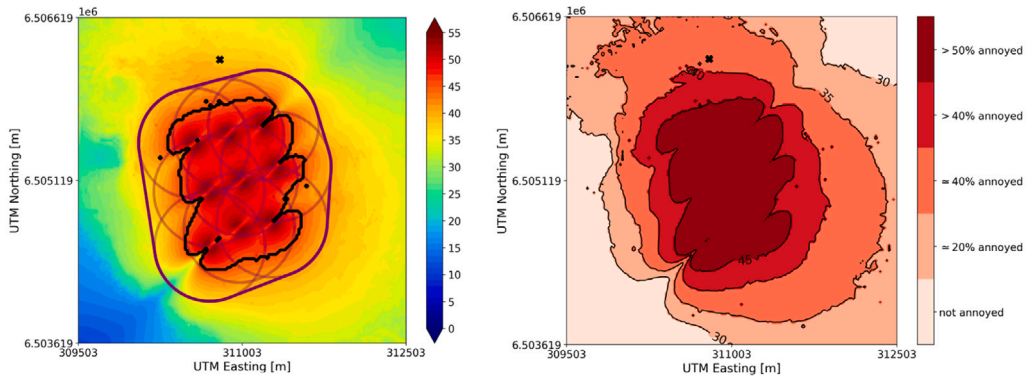 1e6
6.506619
6.505119
6.503619
UTM Northing [m]
309503
311003
312503
UTM Easting [m]
55
50
45
40
35
30
25
20
15
10
5
0
1e6
6.506619
6.505119
6.503619
UTM Northing [m]
309503
311003
312503
UTM Easting [m]
40
35
30
45
30
> 50% annoyed
> 40% annoyed
≃ 40% annoyed
≃ 20% annoyed
not annoyed